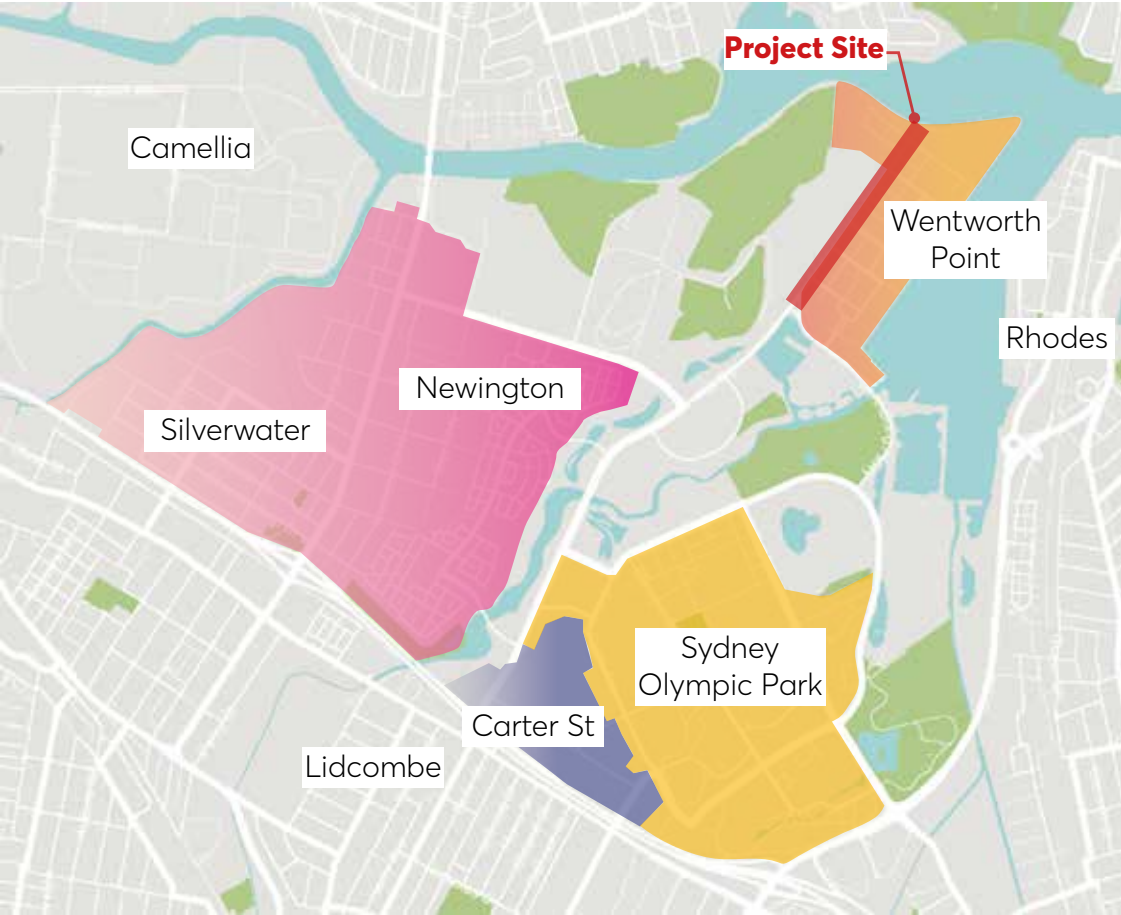 Project Site
Camellia
Wentworth
Point
Rhodes
Newington
Silverwater
Sydney
Olympic Park
Carter St
Lidcombe